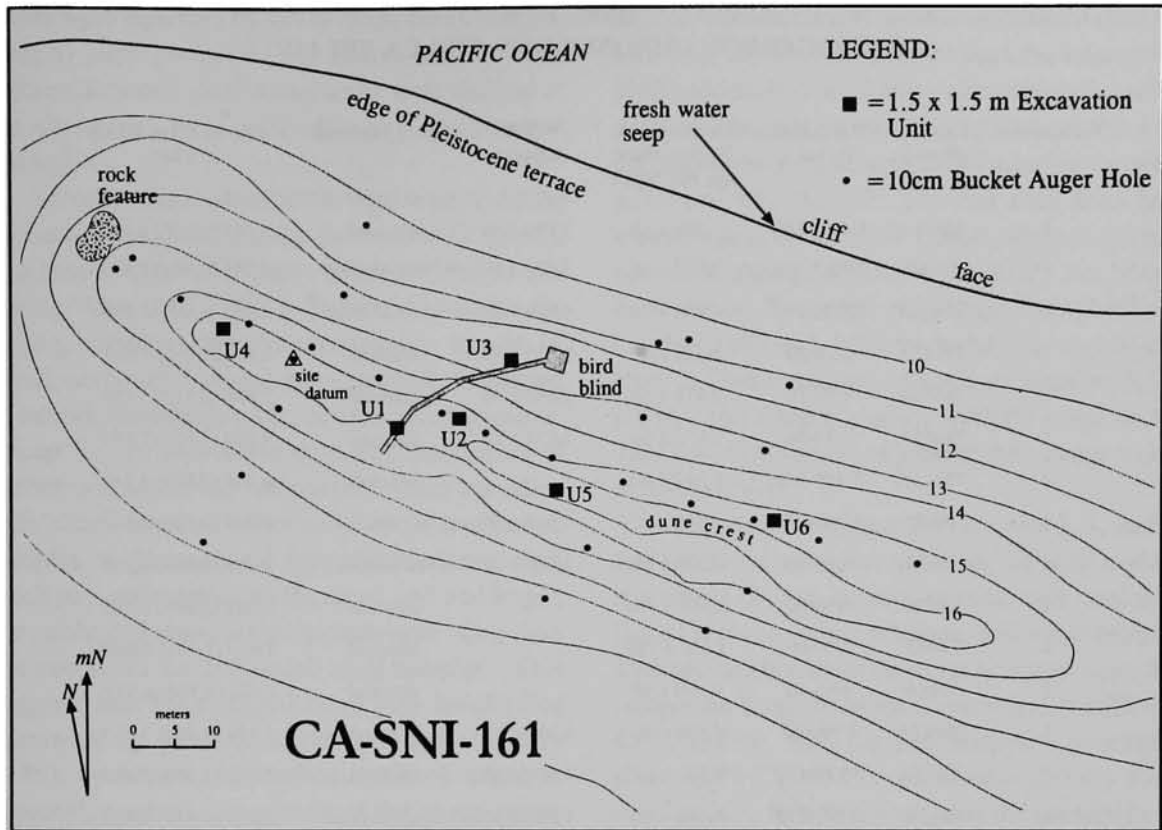 PACIFIC OCEAN
LEGEND:
■ = 1.5 x 1.5 m Excavation
Unit
• = 10cm Bucket Auger Hole
edge of Pleistocene terrace
fresh water
seep
cliff
face
rock
feature
U4
site
datum
U3
bird
blind
U1
U2
U5
U6
dune crest
10
11
12
13
14
15
16
mN
N
meters
0 5 10
CA-SNI-161